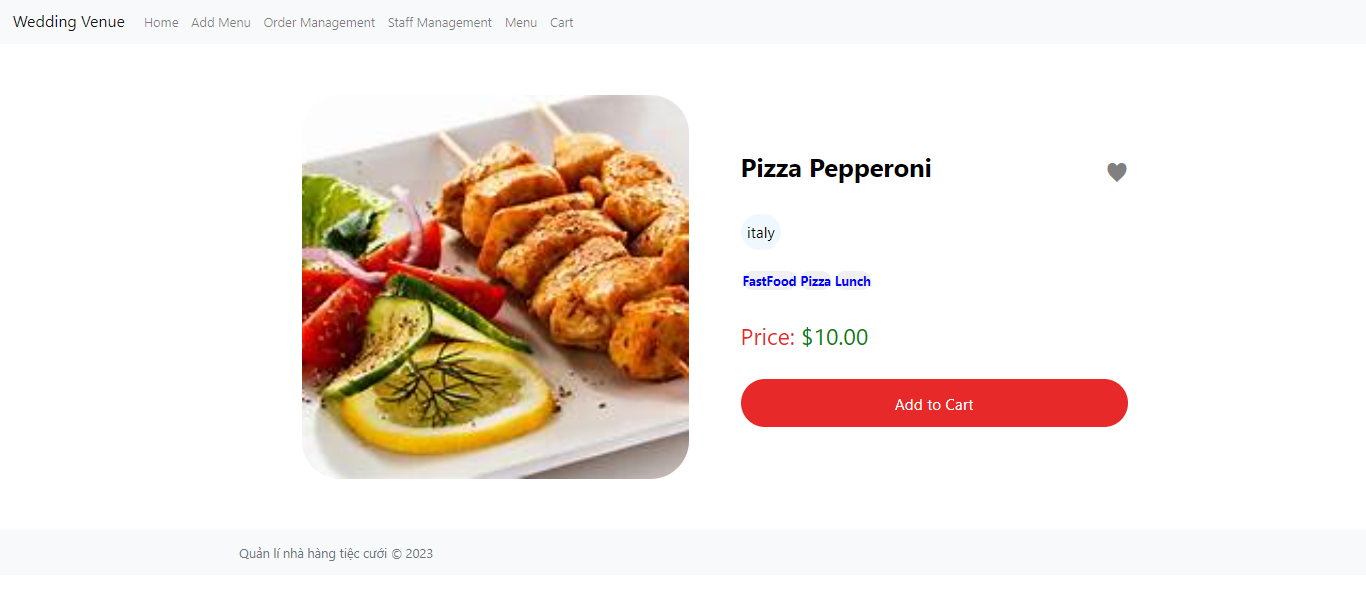 Wedding Venue Home Add Menu Order Management Staff Management Menu Cart
Pizza Pepperoni
italy
FastFood Pizza Lunch
Price: $10.00
Add to Cart
Quản lí nhà hàng tiệc cưới © 2023